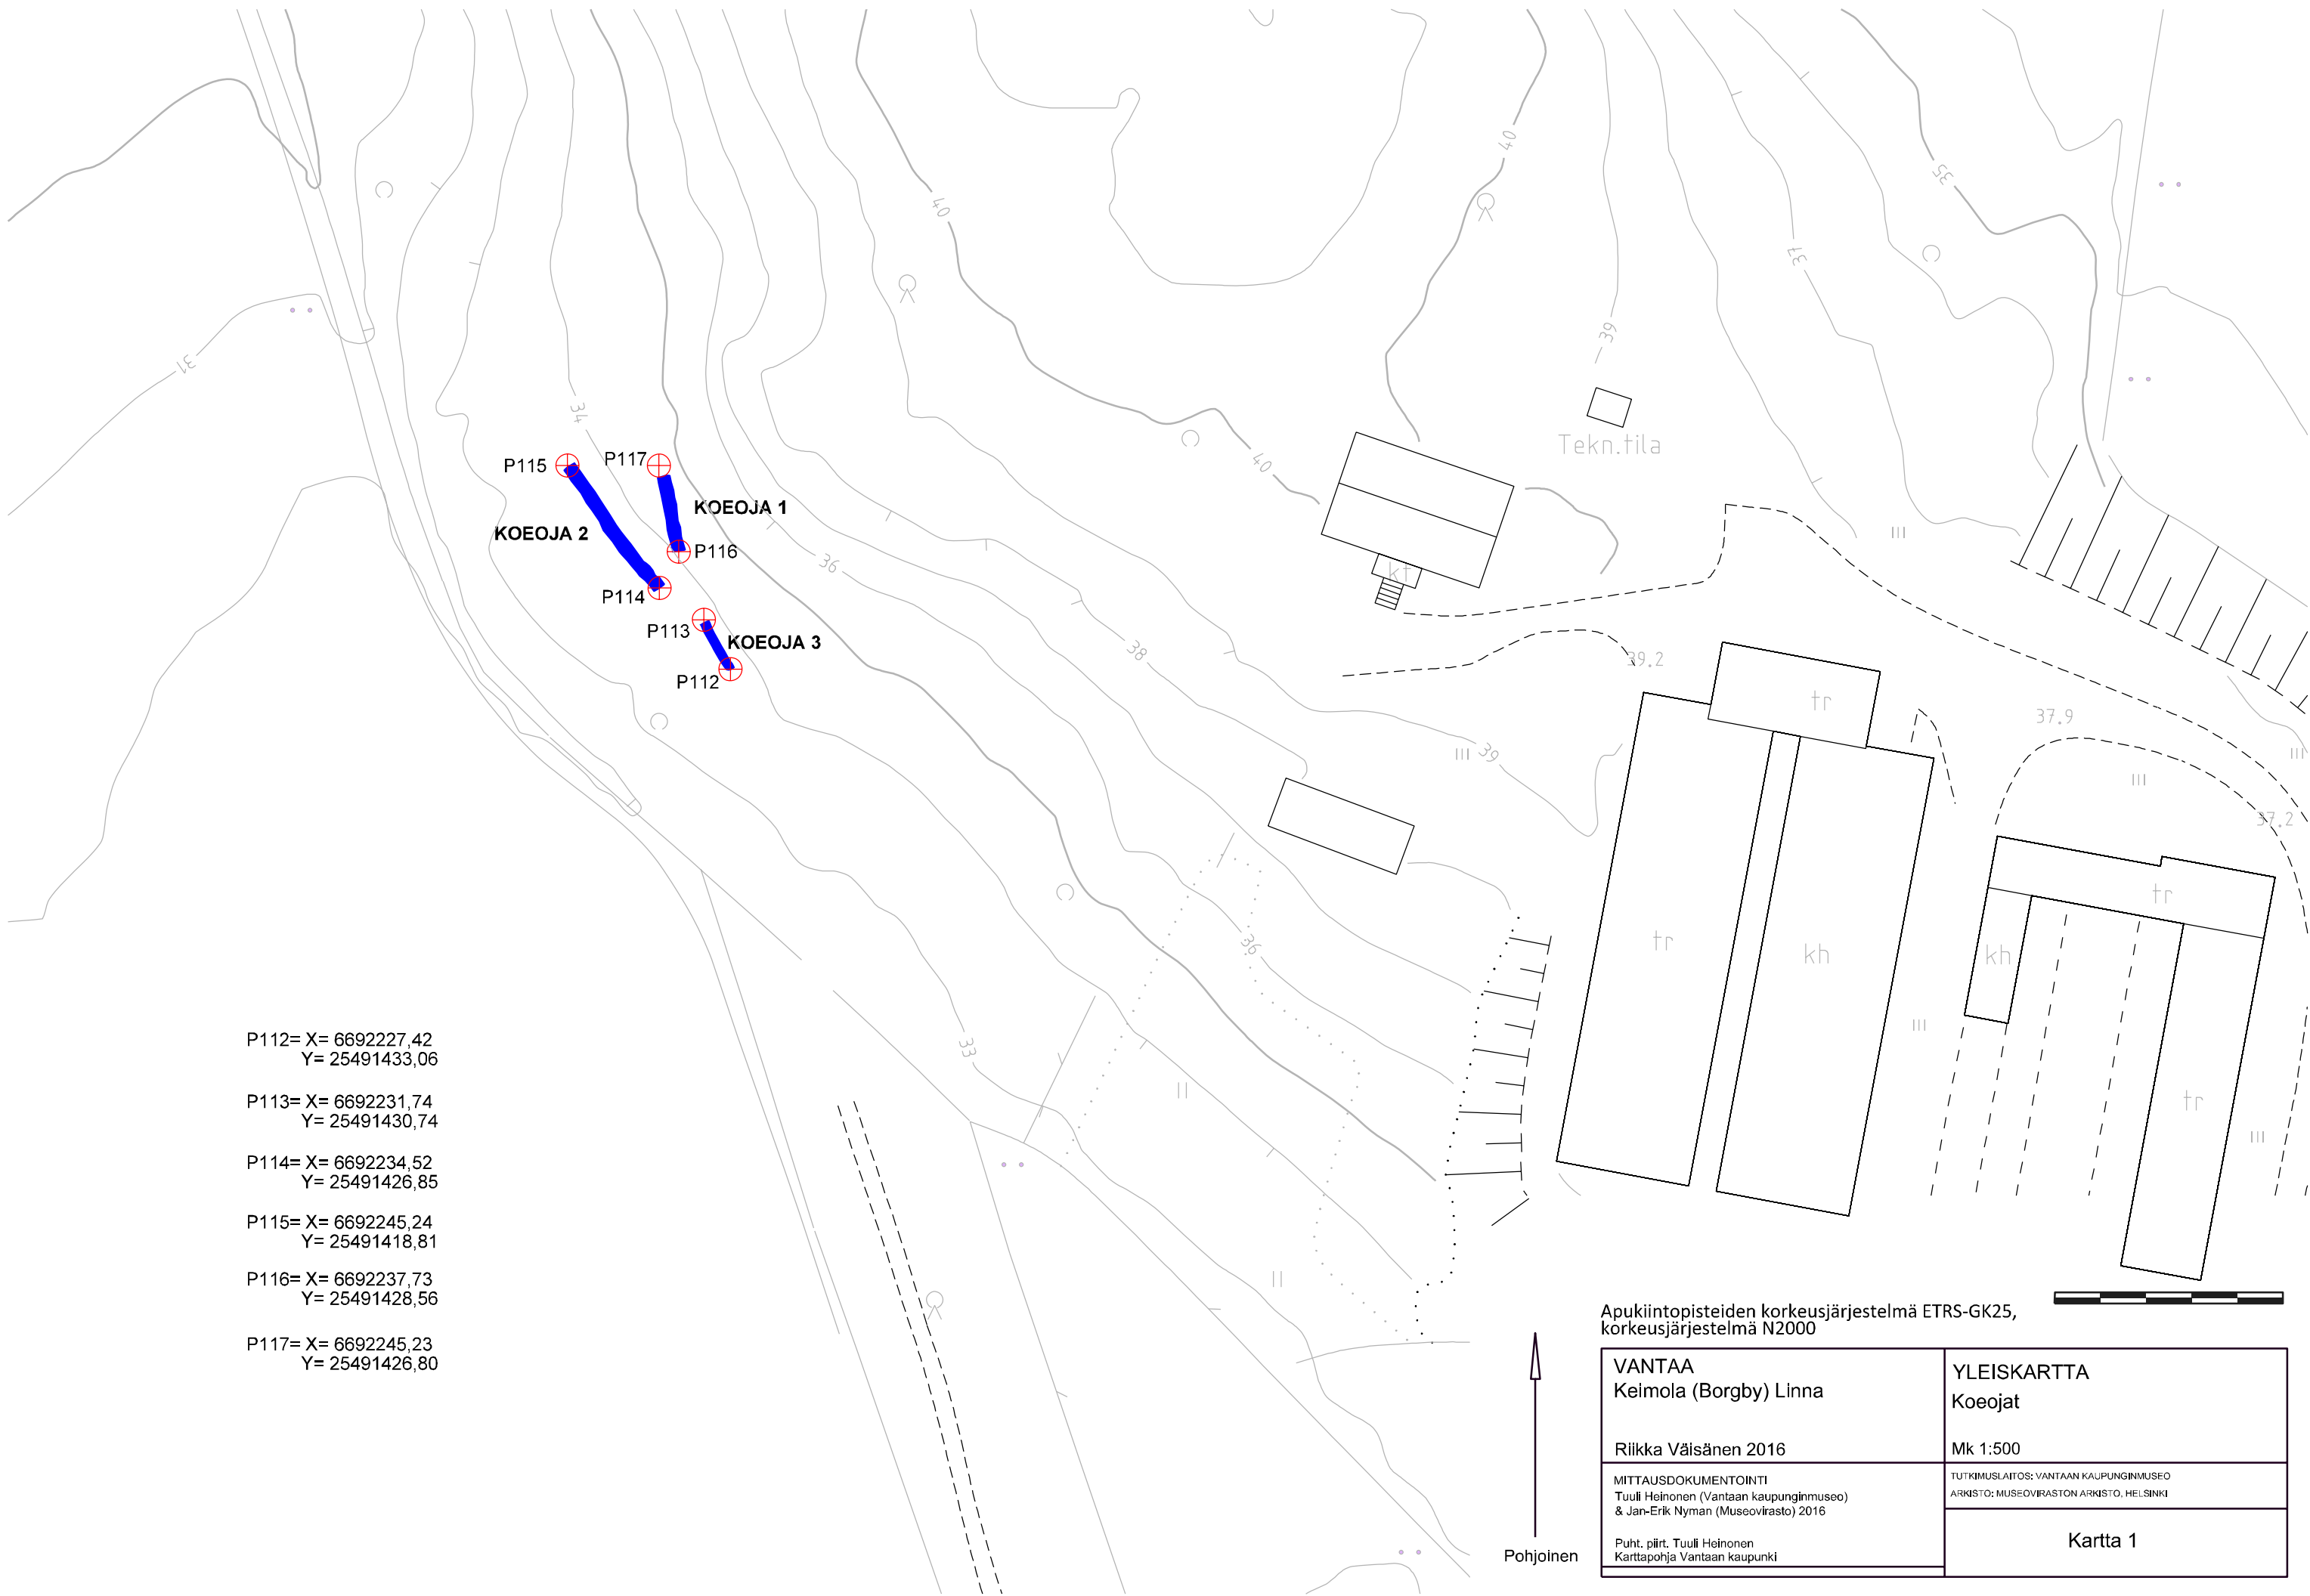 40
40
35
37
31
39
34
40
Tekn.tila
P115
P117
KOEOJA 1
KOEOJA 2
P116
36
kt
P114
P113
KOEOJA 3
38
39.2
P112
tr
37.9
39
37.2
tr
36
tr
kh
kh
33
tr
P112= X= 6692227,42
Y= 25491433,06
P113= X= 6692231,74
Y= 25491430,74
P114= X= 6692234,52
Y= 25491426,85
P115= X= 6692245,24
Y= 25491418,81
P116= X= 6692237,73
Y= 25491428,56
P117= X= 6692245,23
Y= 25491426,80
Apukiintopisteiden korkeusjärjestelmä ETRS-GK25,
korkeusjärjestelmä N2000
VANTAA
Keimola (Borgby) Linna
Riikka Väisänen 2016
YLEISKARTTA
Koeojat
Mk 1:500
MITTAUSDOKUMENTOINTI
Tuuli Heinonen (Vantaan kaupunginmuseo)
& Jan-Erik Nyman (Museovirasto) 2016
Puht. piirt. Tuuli Heinonen
Karttapohja Vantaan kaupunki
TUTKIMUSLAITOS: VANTAAN KAUPUNGINMUSEO
ARKISTO: MUSEOVIRASTON ARKISTO, HELSINKI
Kartta 1
Pohjoinen